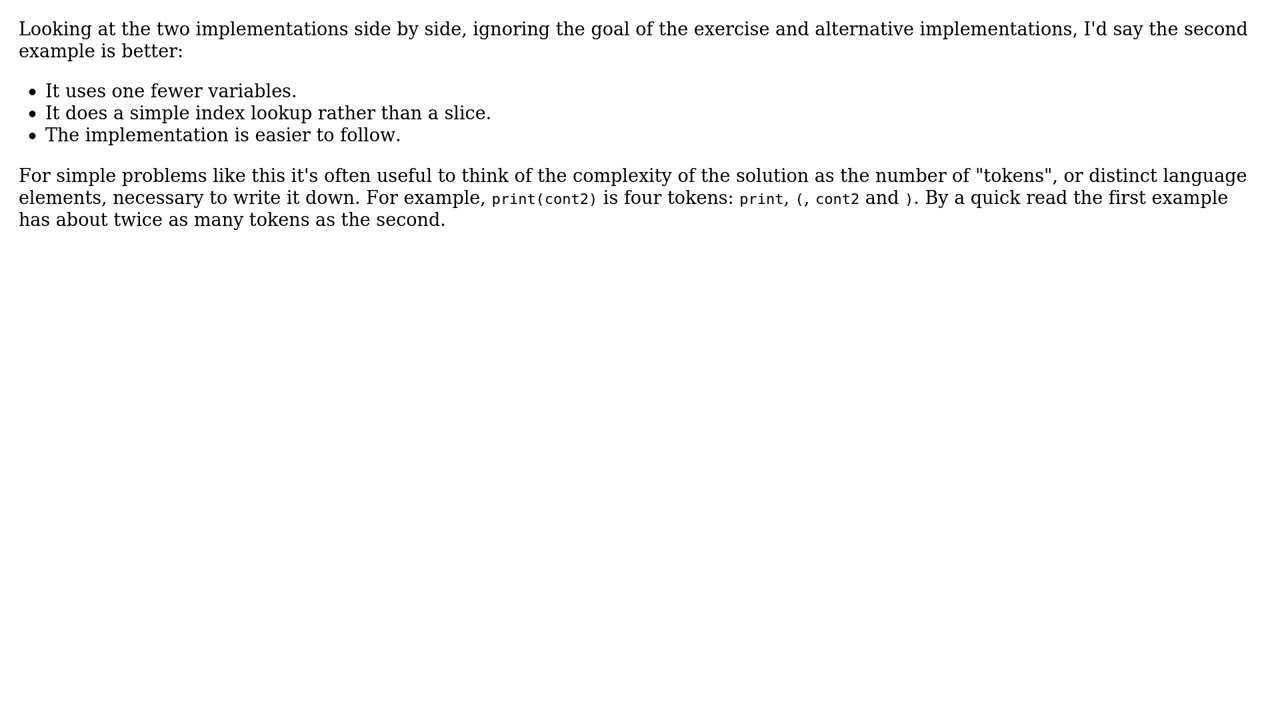 Looking at the two implementations side by side, ignoring the goal of the exercise and alternative implementations, I'd say the second
example is better:
• It uses one fewer variables.
• It does a simple index lookup rather than a slice.
• The implementation is easier to follow.
For simple problems like this it's often useful to think of the complexity of the solution as the number of "tokens", or distinct language
elements, necessary to write it down. For example, print(cont2) is four tokens: print, (, cont2 and ). By a quick read the first example
has about twice as many tokens as the second.